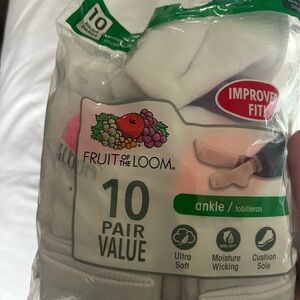 10
IMPROVED
FIT!
FRUIT OF THE LOOM®
10
PAIR
VALUE
ankle / tobilleras
Ultra
Soft
Moisture
Wicking
Cushion
Sole